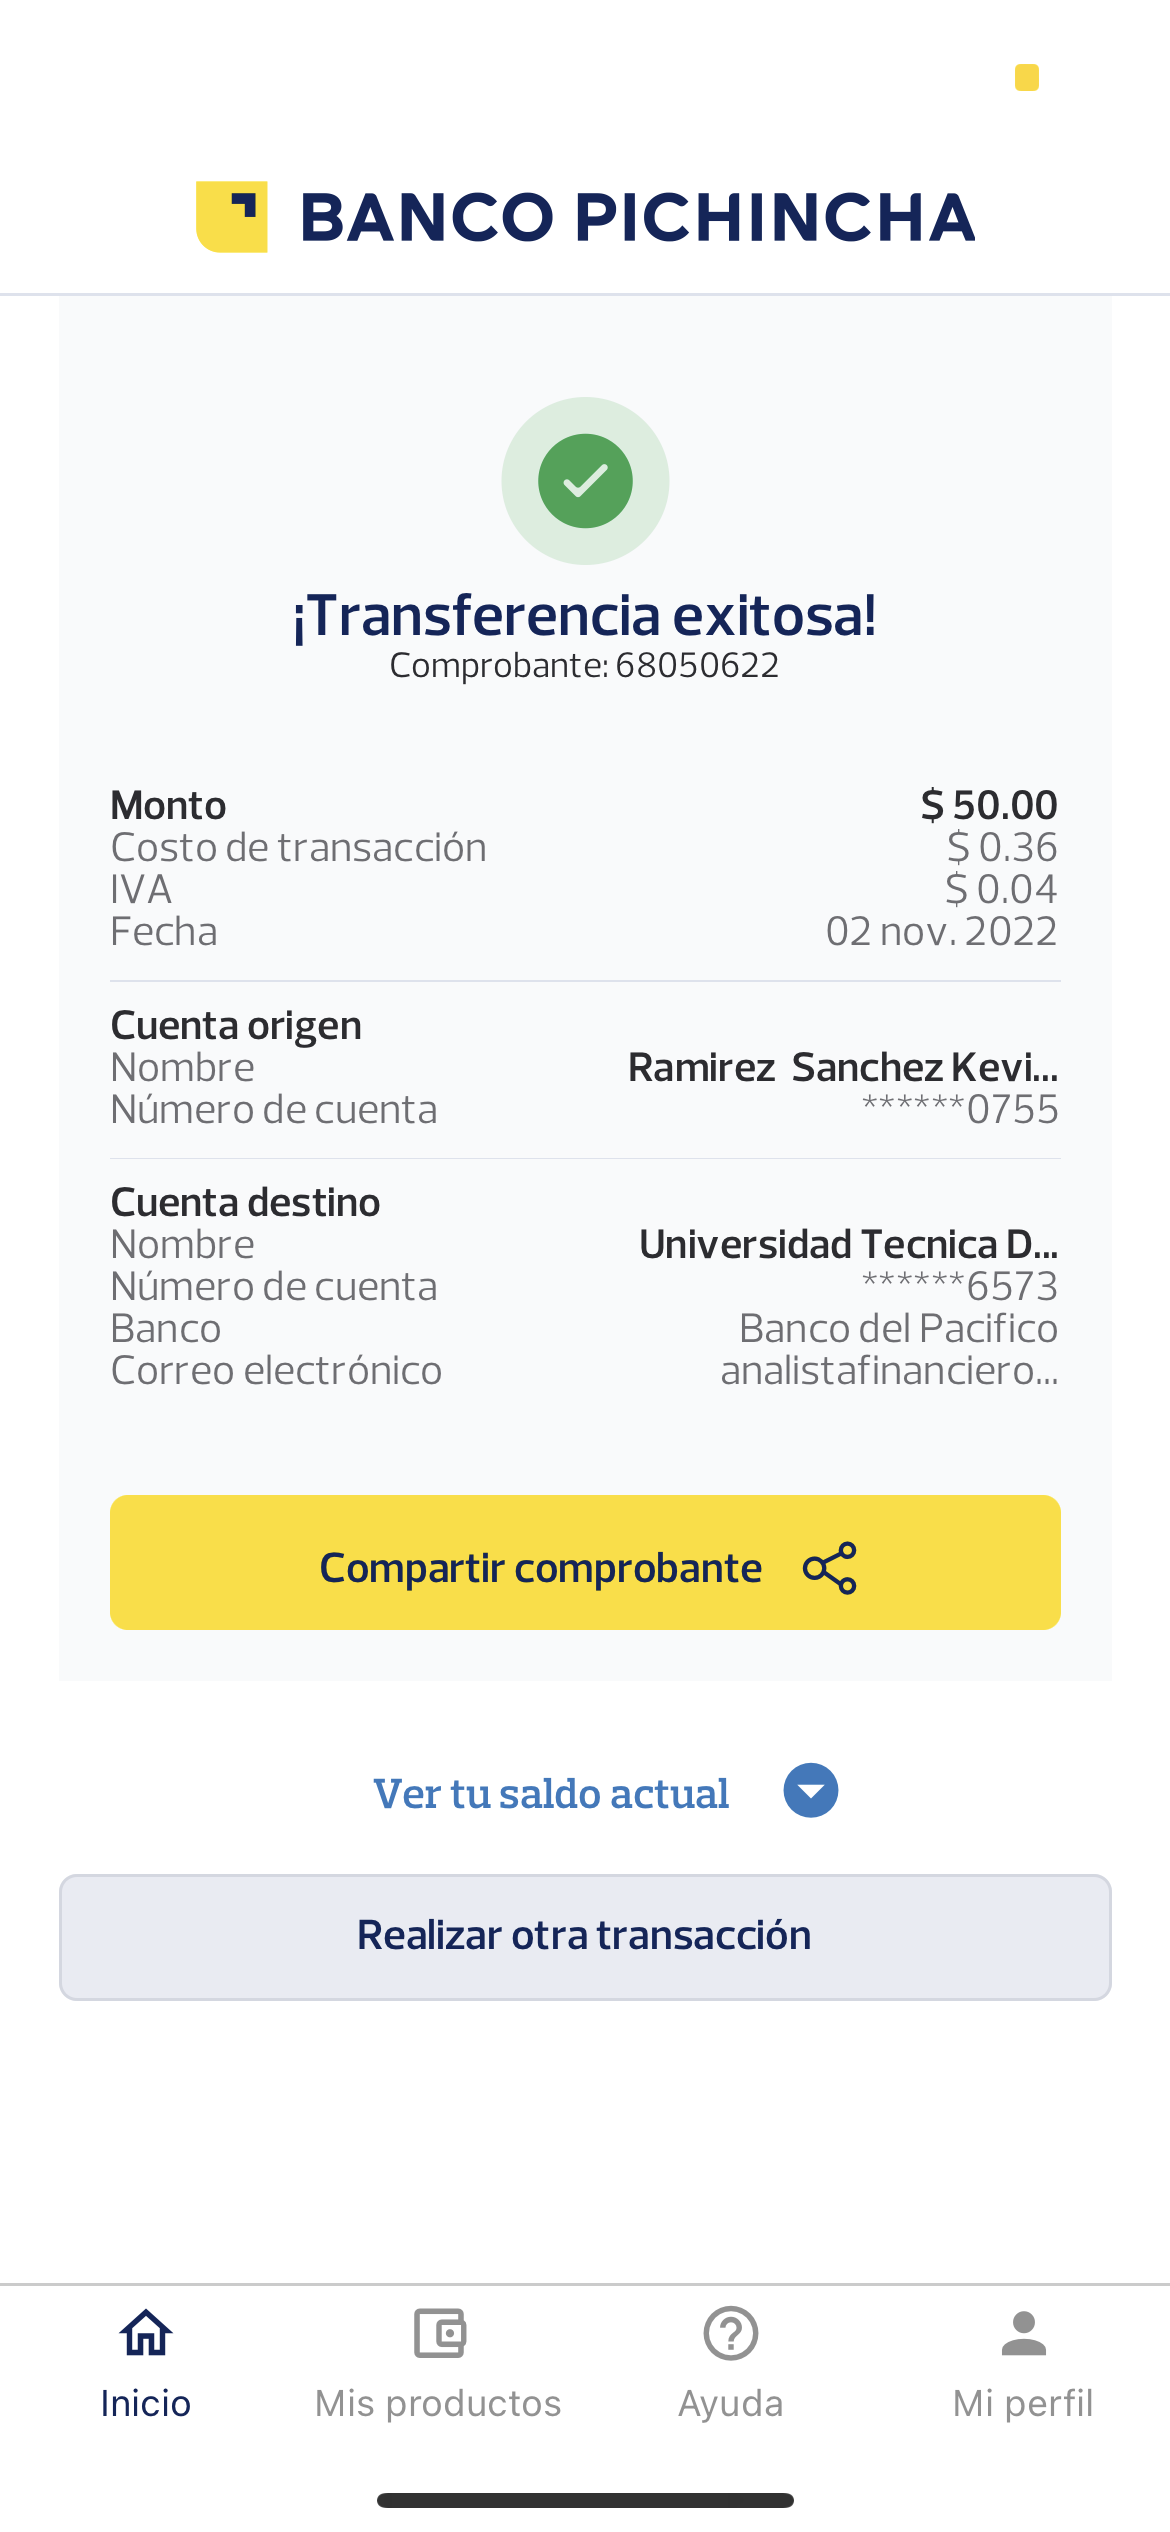 BANCO PICHINCHA
¡Transferencia exitosa!
Comprobante: 68050622
Monto $ 50.00
Costo de transacción $ 0.36
IVA $ 0.04
Fecha 02 nov. 2022
Cuenta origen
Nombre Ramirez  Sanchez Kevi...
Número de cuenta ******0755
Cuenta destino
Nombre Universidad Tecnica D...
Número de cuenta ******6573
Banco Banco del Pacifico
Correo electrónico analistafinanciero...
Compartir comprobante
Ver tu saldo actual
Realizar otra transacción
Inicio Mis productos Ayuda Mi perfil